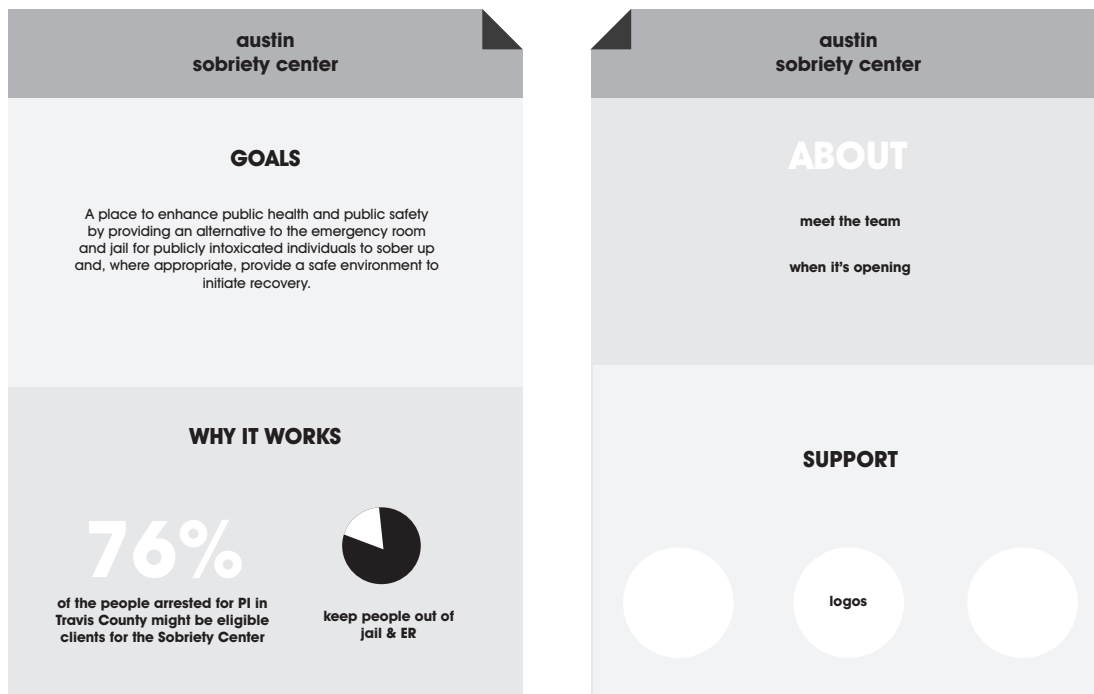 austin
sobriety center
GOALS
A place to enhance public health and public safety
by providing an alternative to the emergency room
and jail for publicly intoxicated individuals to sober up
and, where appropriate, provide a safe environment to
initiate recovery.
WHY IT WORKS
76%
of the people arrested for PI in
Travis County might be eligible
clients for the Sobriety Center
keep people out of
jail & ER
austin
sobriety center
ABOUT
meet the team
when it's opening
SUPPORT
logos